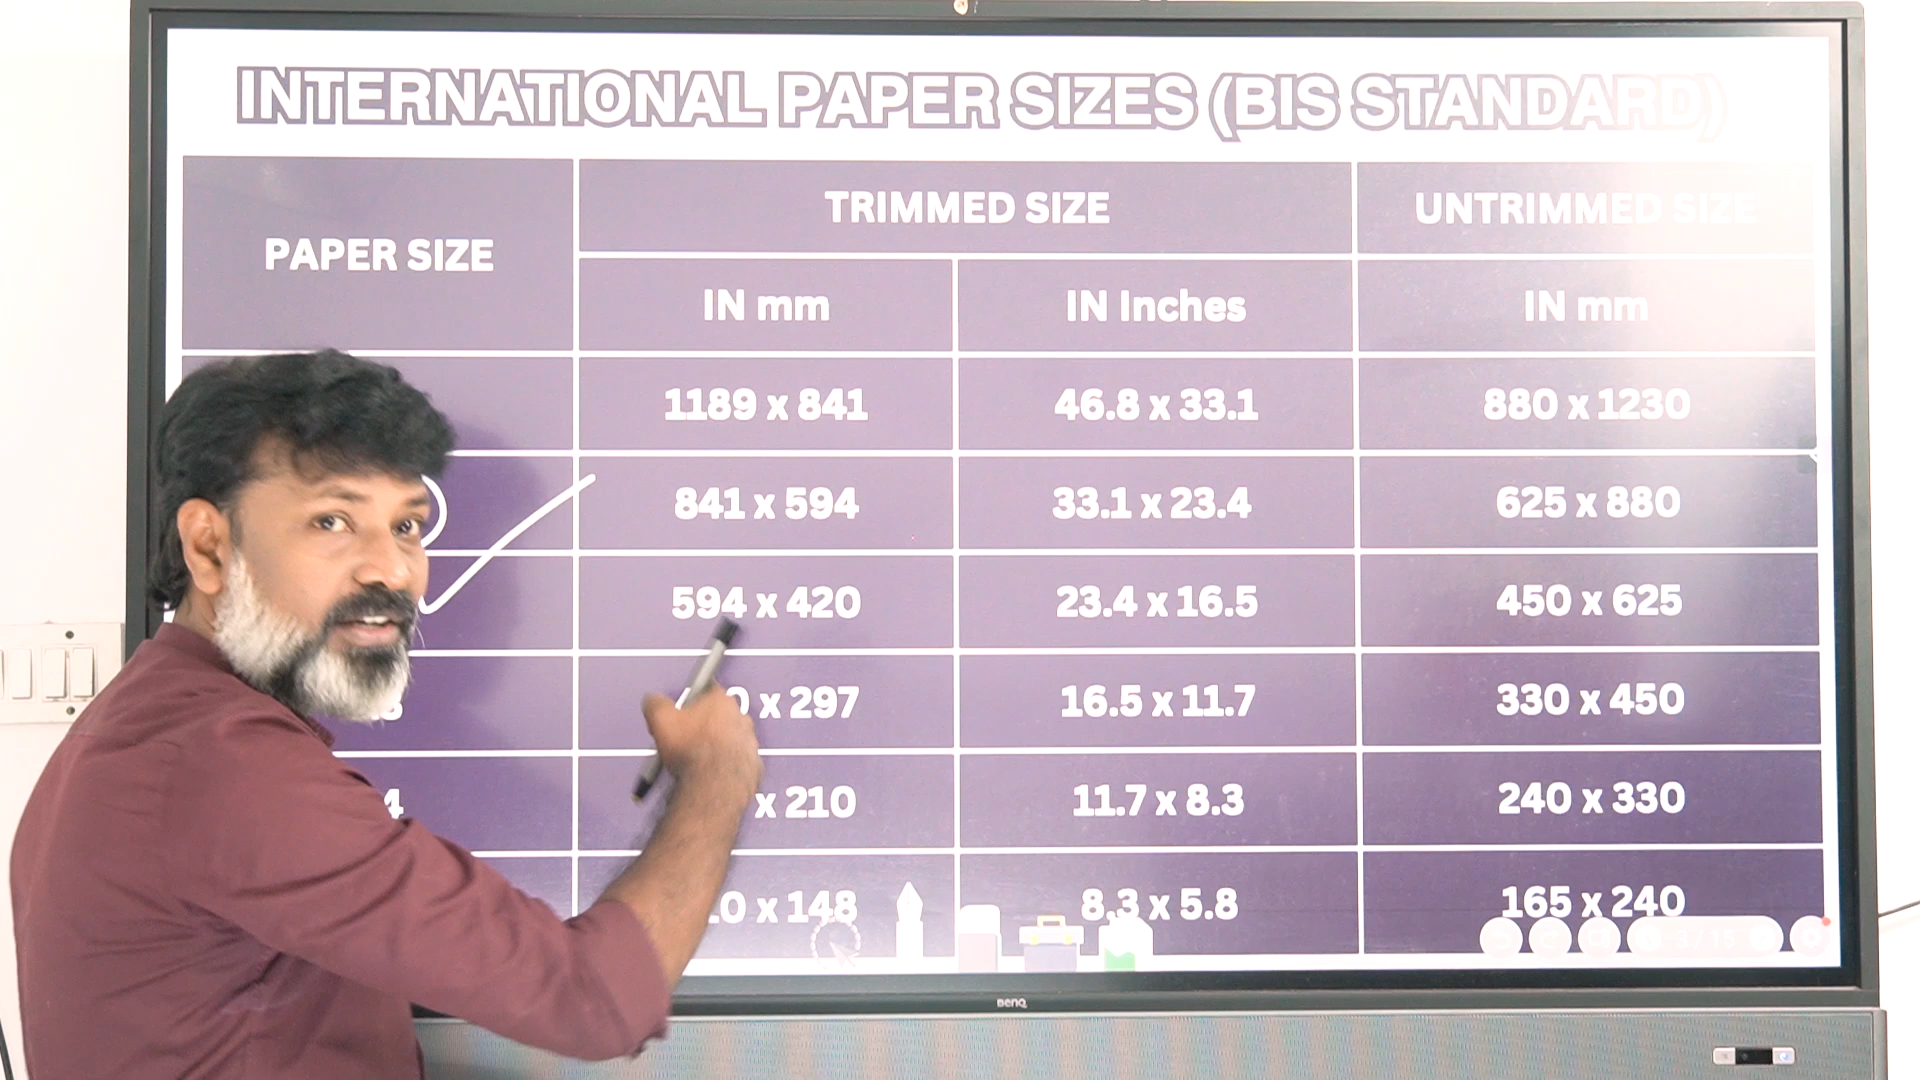 INTERNATIONAL PAPER SIZES (BIS STANDARD)
PAPER SIZE
TRIMMED SIZE
UNTRIMMED SIZE
IN mm
IN Inches
IN mm
1189 x 841
46.8 x 33.1
880 x 1230
841 x 594
33.1 x 23.4
625 x 880
594 x 420
23.4 x 16.5
450 x 625
x 297
16.5 x 11.7
330 x 450
4
x 210
11.7 x 8.3
240 x 330
x 148
8.3 x 5.8
165 x 240
BenQ